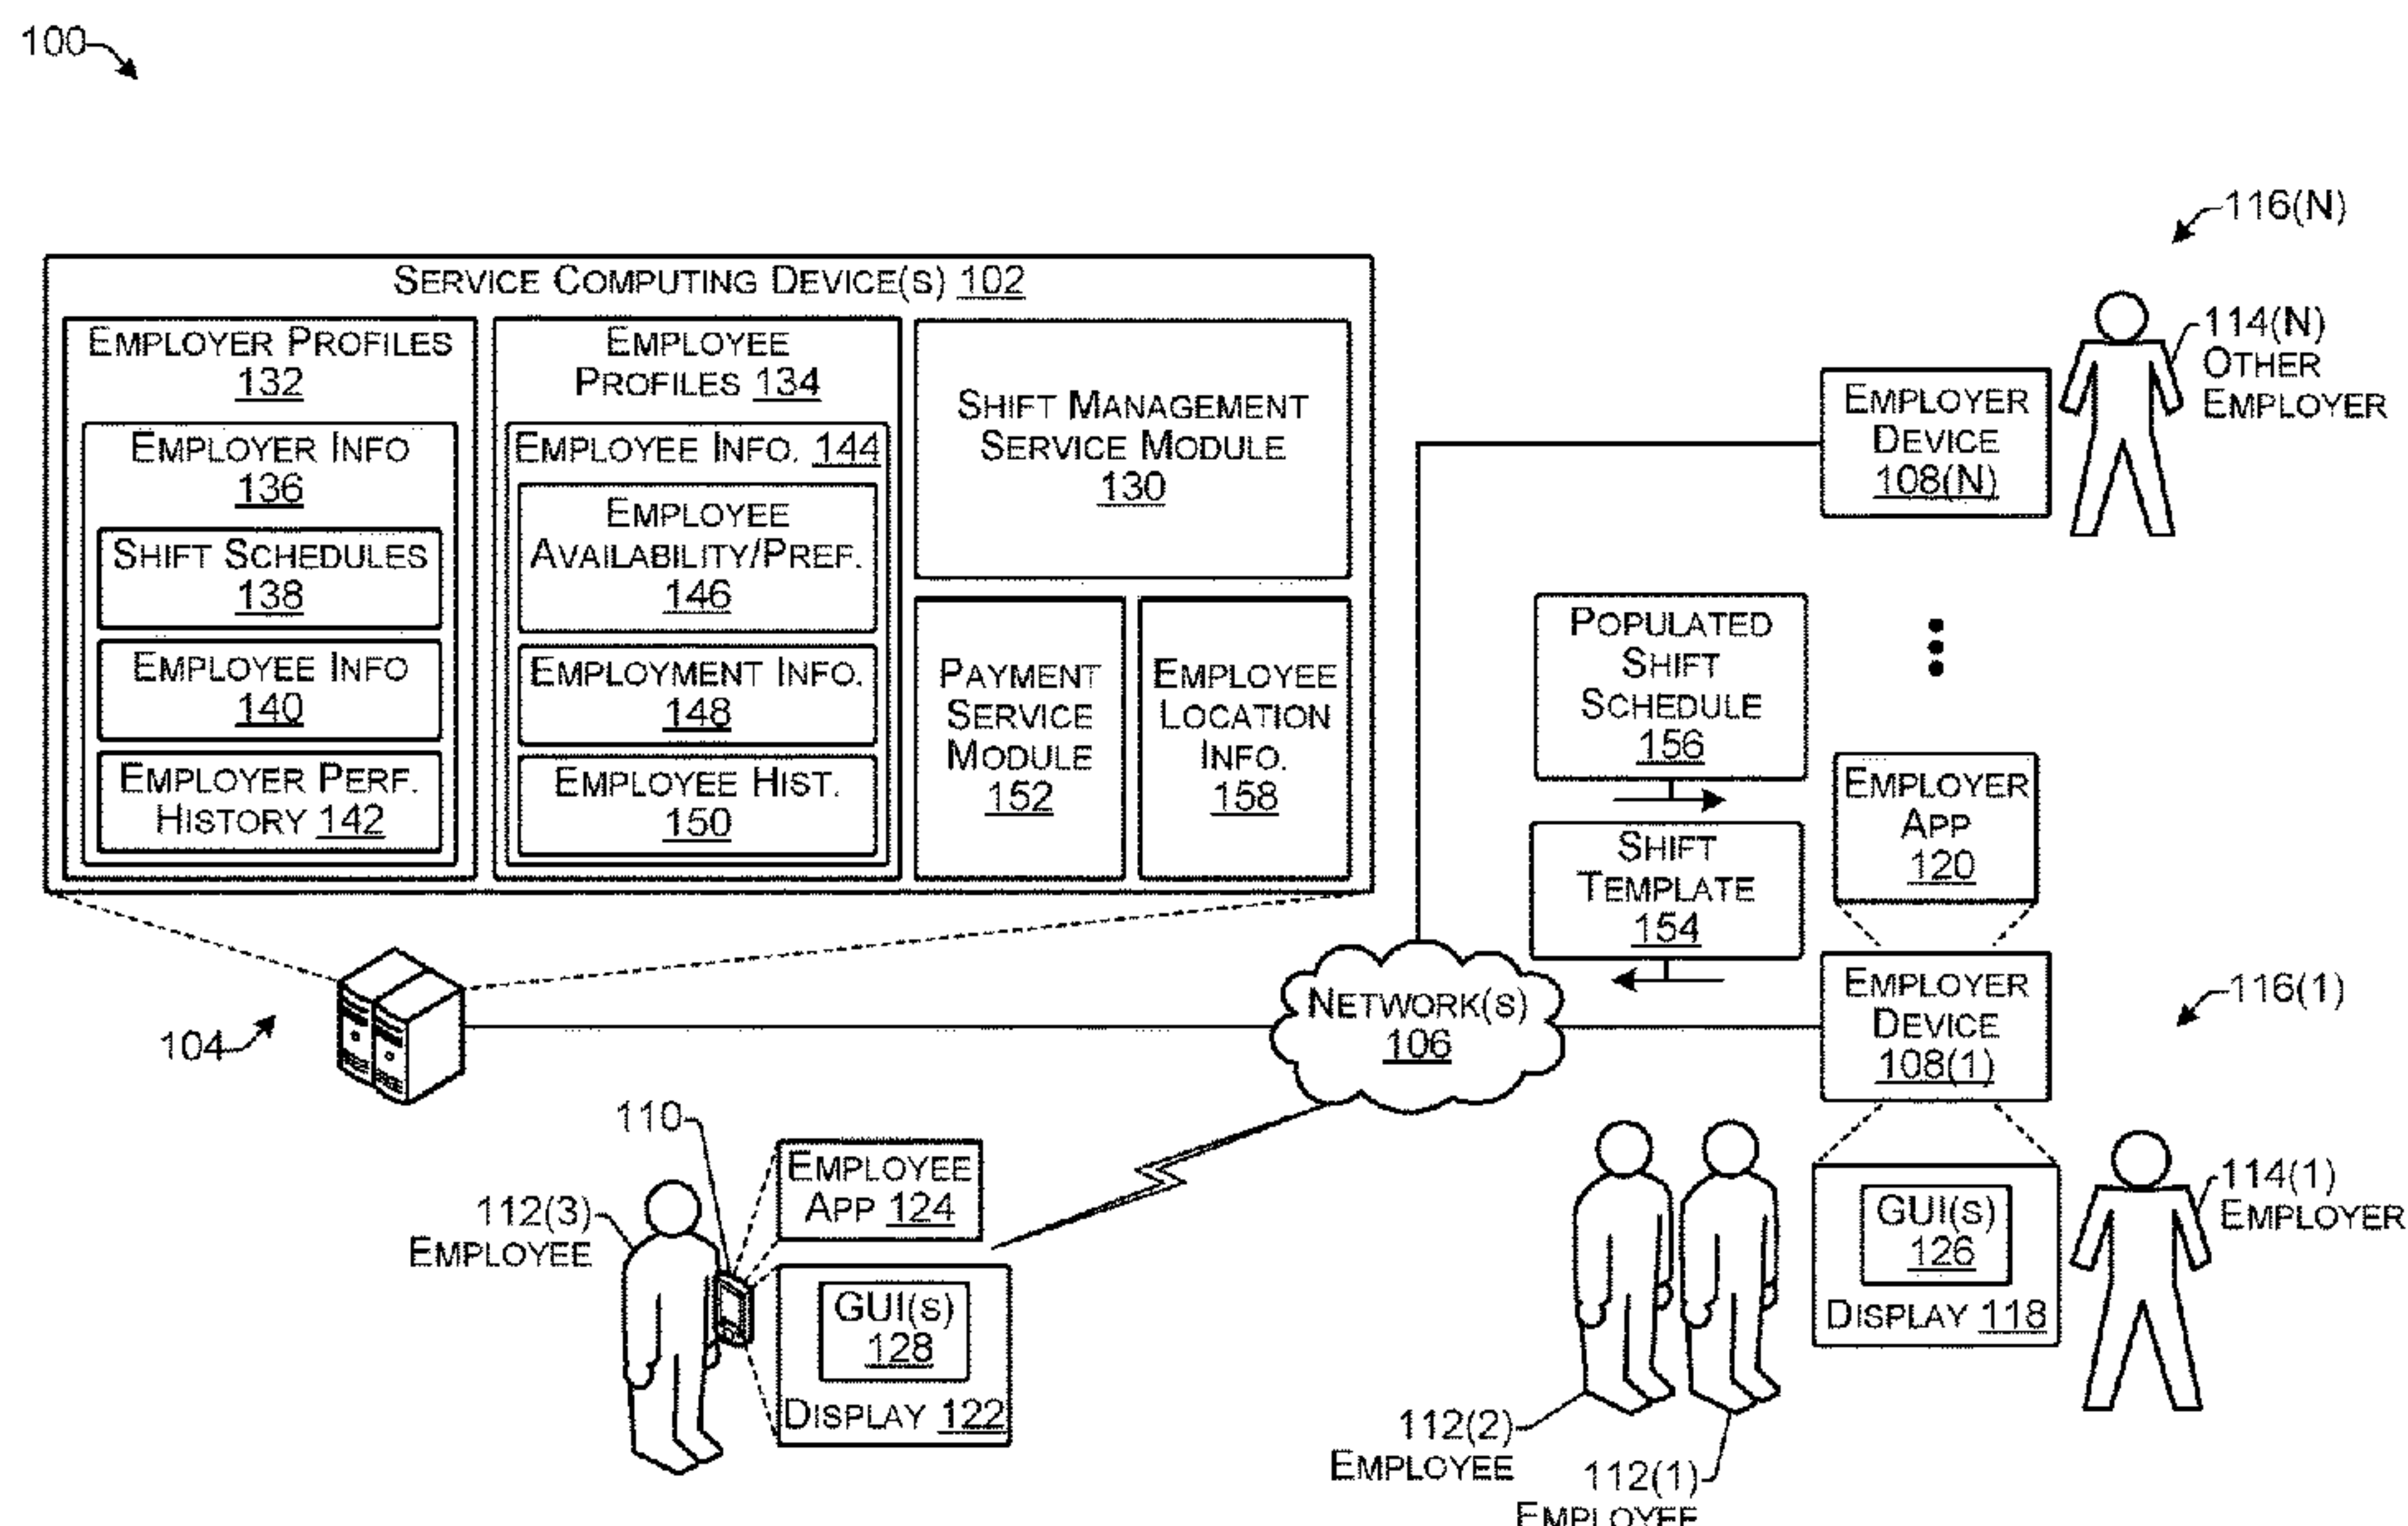 100
SERVICE COMPUTING DEVICE(S) 102
EMPLOYER PROFILES
132
EMPLOYER INFO
136
SHIFT SCHEDULES
138
EMPLOYEE INFO
140
EMPLOYER PERF.
HISTORY 142
EMPLOYEE
PROFILES 134
EMPLOYEE INFO. 144
EMPLOYEE
AVAILABILITY/PREF.
146
EMPLOYMENT INFO.
148
EMPLOYEE HIST.
150
SHIFT MANAGEMENT
SERVICE MODULE
130
PAYMENT
SERVICE
MODULE
152
EMPLOYEE
LOCATION
INFO.
158
116(N)
114(N)
OTHER
EMPLOYER
EMPLOYER
DEVICE
108(N)
POPULATED
SHIFT
SCHEDULE
156
SHIFT
TEMPLATE
154
EMPLOYER
APP
120
EMPLOYER
DEVICE
108(1)
116(1)
NETWORK(S)
106
104
110
EMPLOYEE
APP 124
112(3)
EMPLOYEE
GUI(S)
128
DISPLAY 122
GUI(S)
126
DISPLAY 118
114(1)
EMPLOYER
112(2)
EMPLOYEE
112(1)
EMPLOYEE